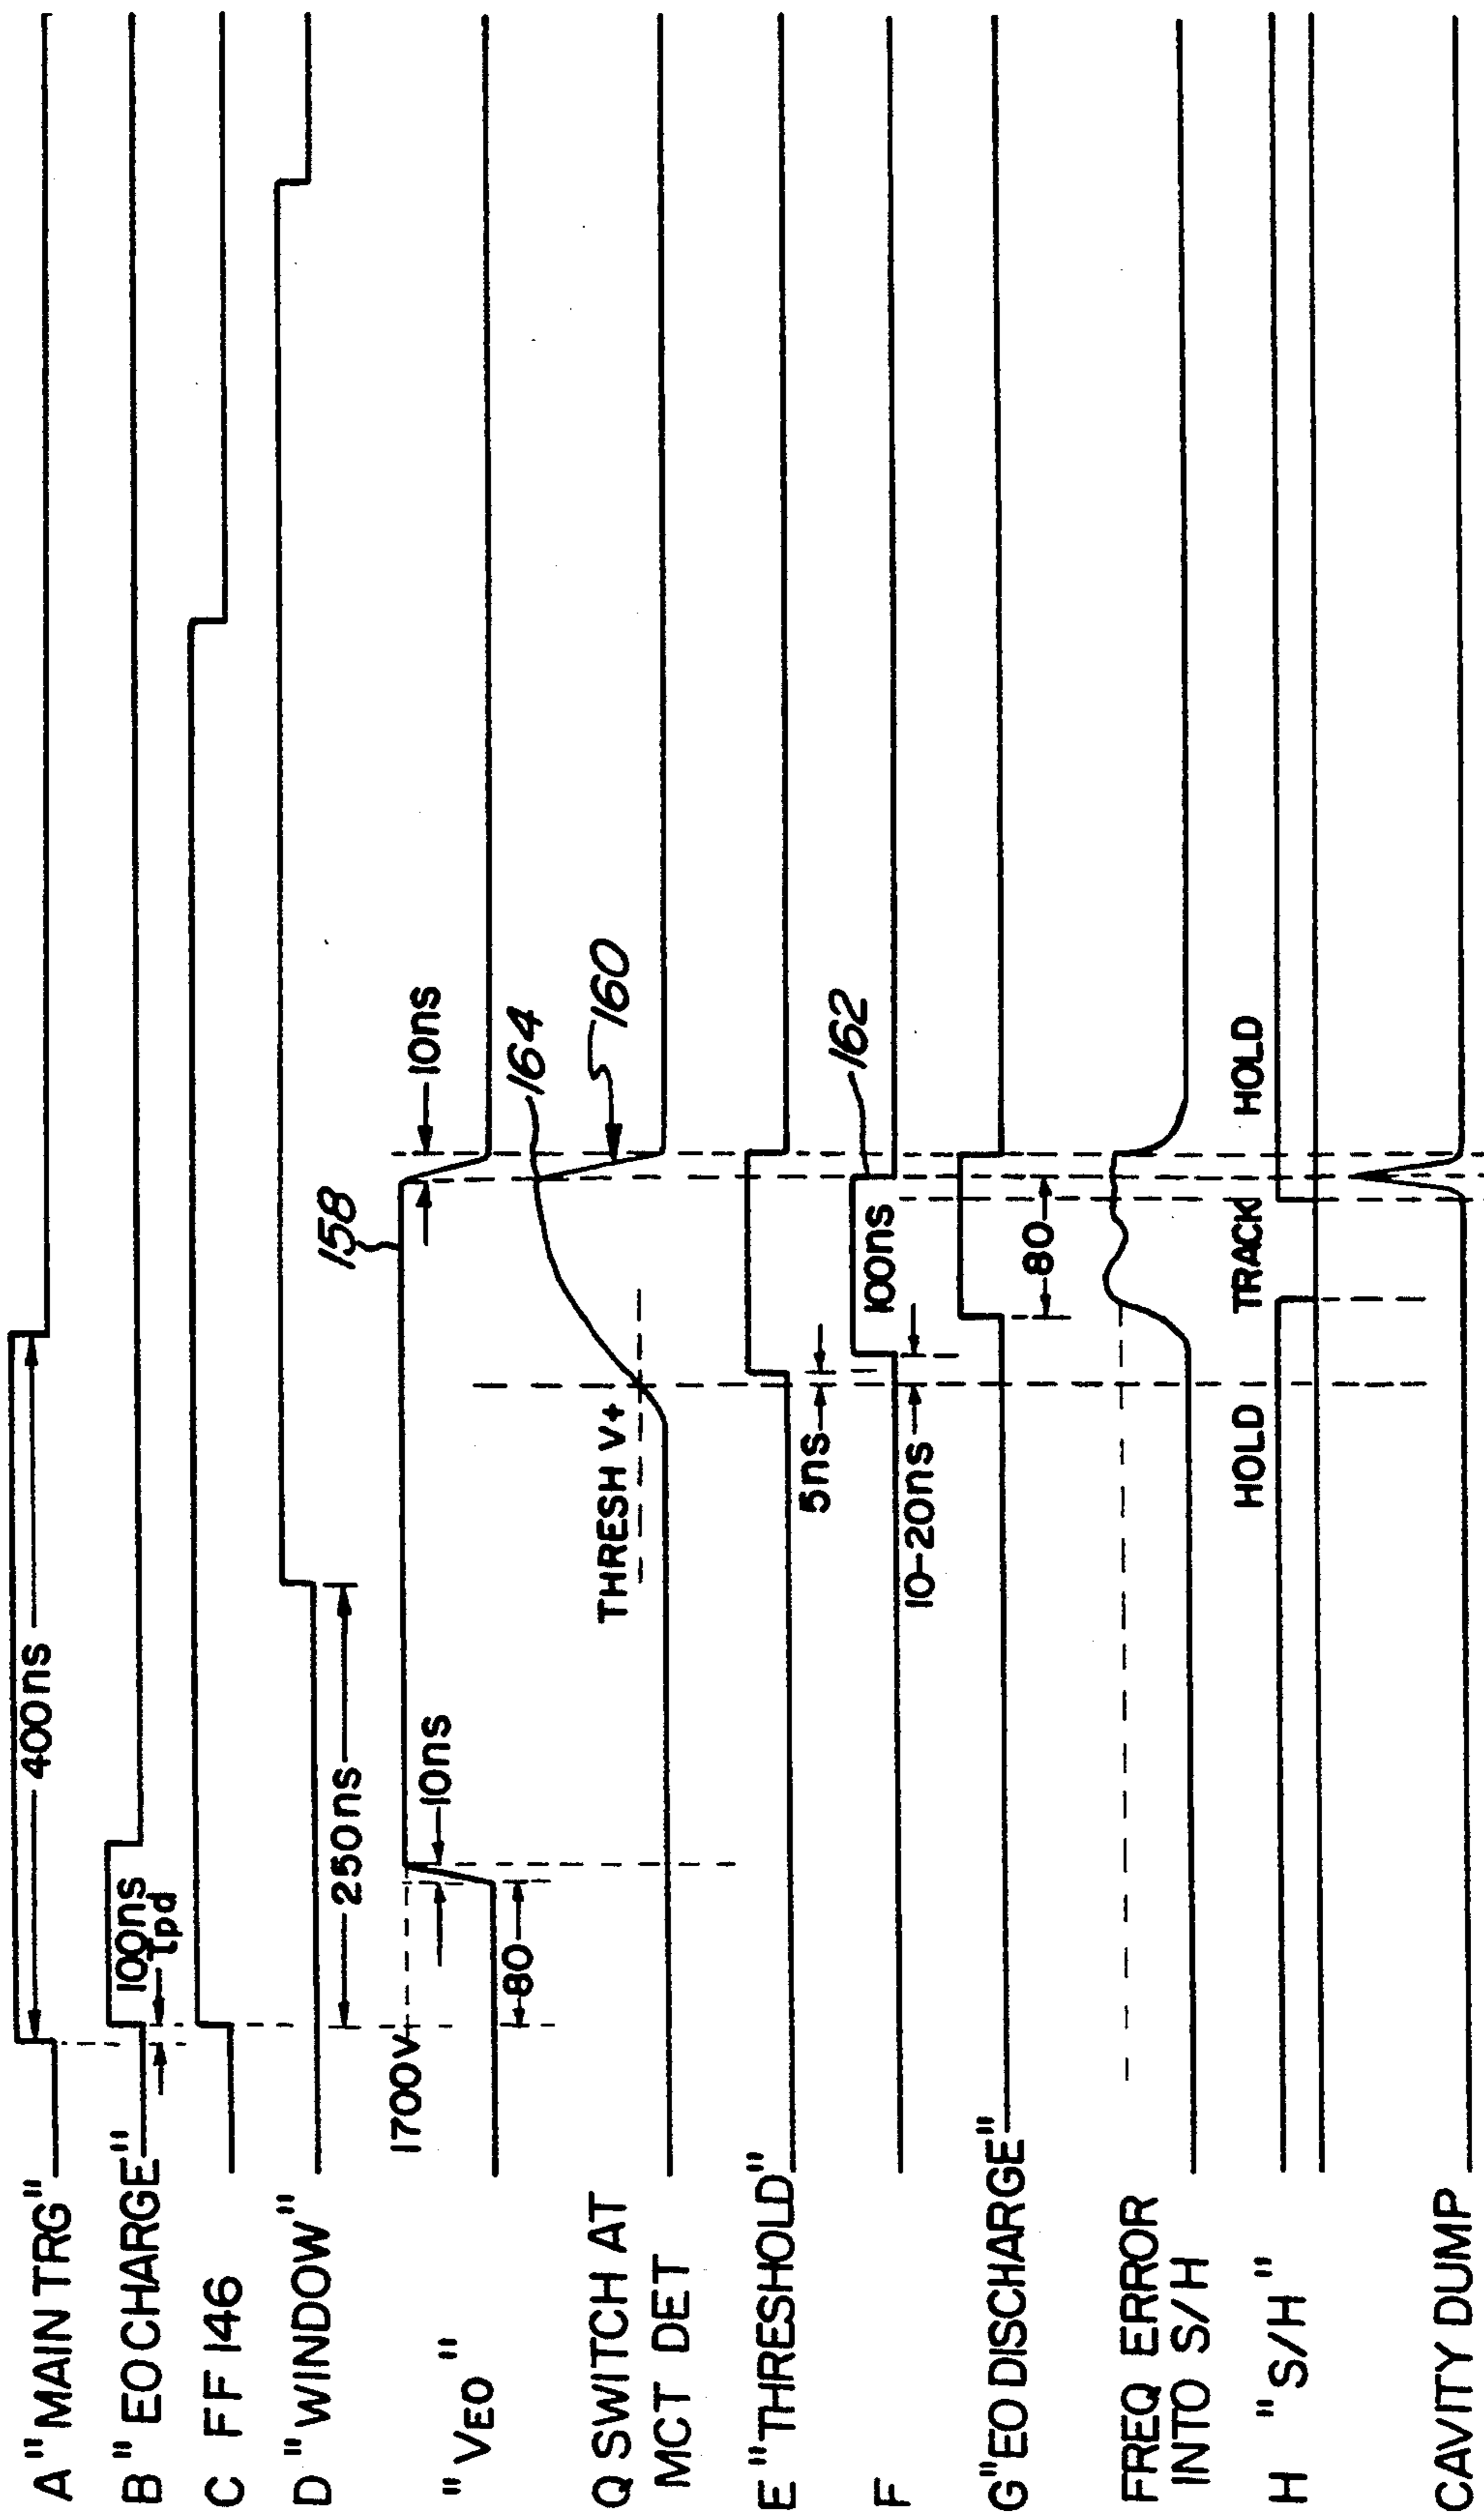 A "MAIN TRG"
400ns
B "EO CHARGE"
100ns
tpd
C FF 146
D "WINDOW"
250ns
"VEO"
1700V
80
10ns
158
10ns
Q SWITCH AT
MCT DET
THRESH V+
164
160
E "THRESHOLD"
5ns
F
10-20ns
100ns
162
G "EO DISCHARGE"
80
FREQ ERROR
INTO S/H
H "S/H"
HOLD
TRACK
HOLD
CAVITY DUMP